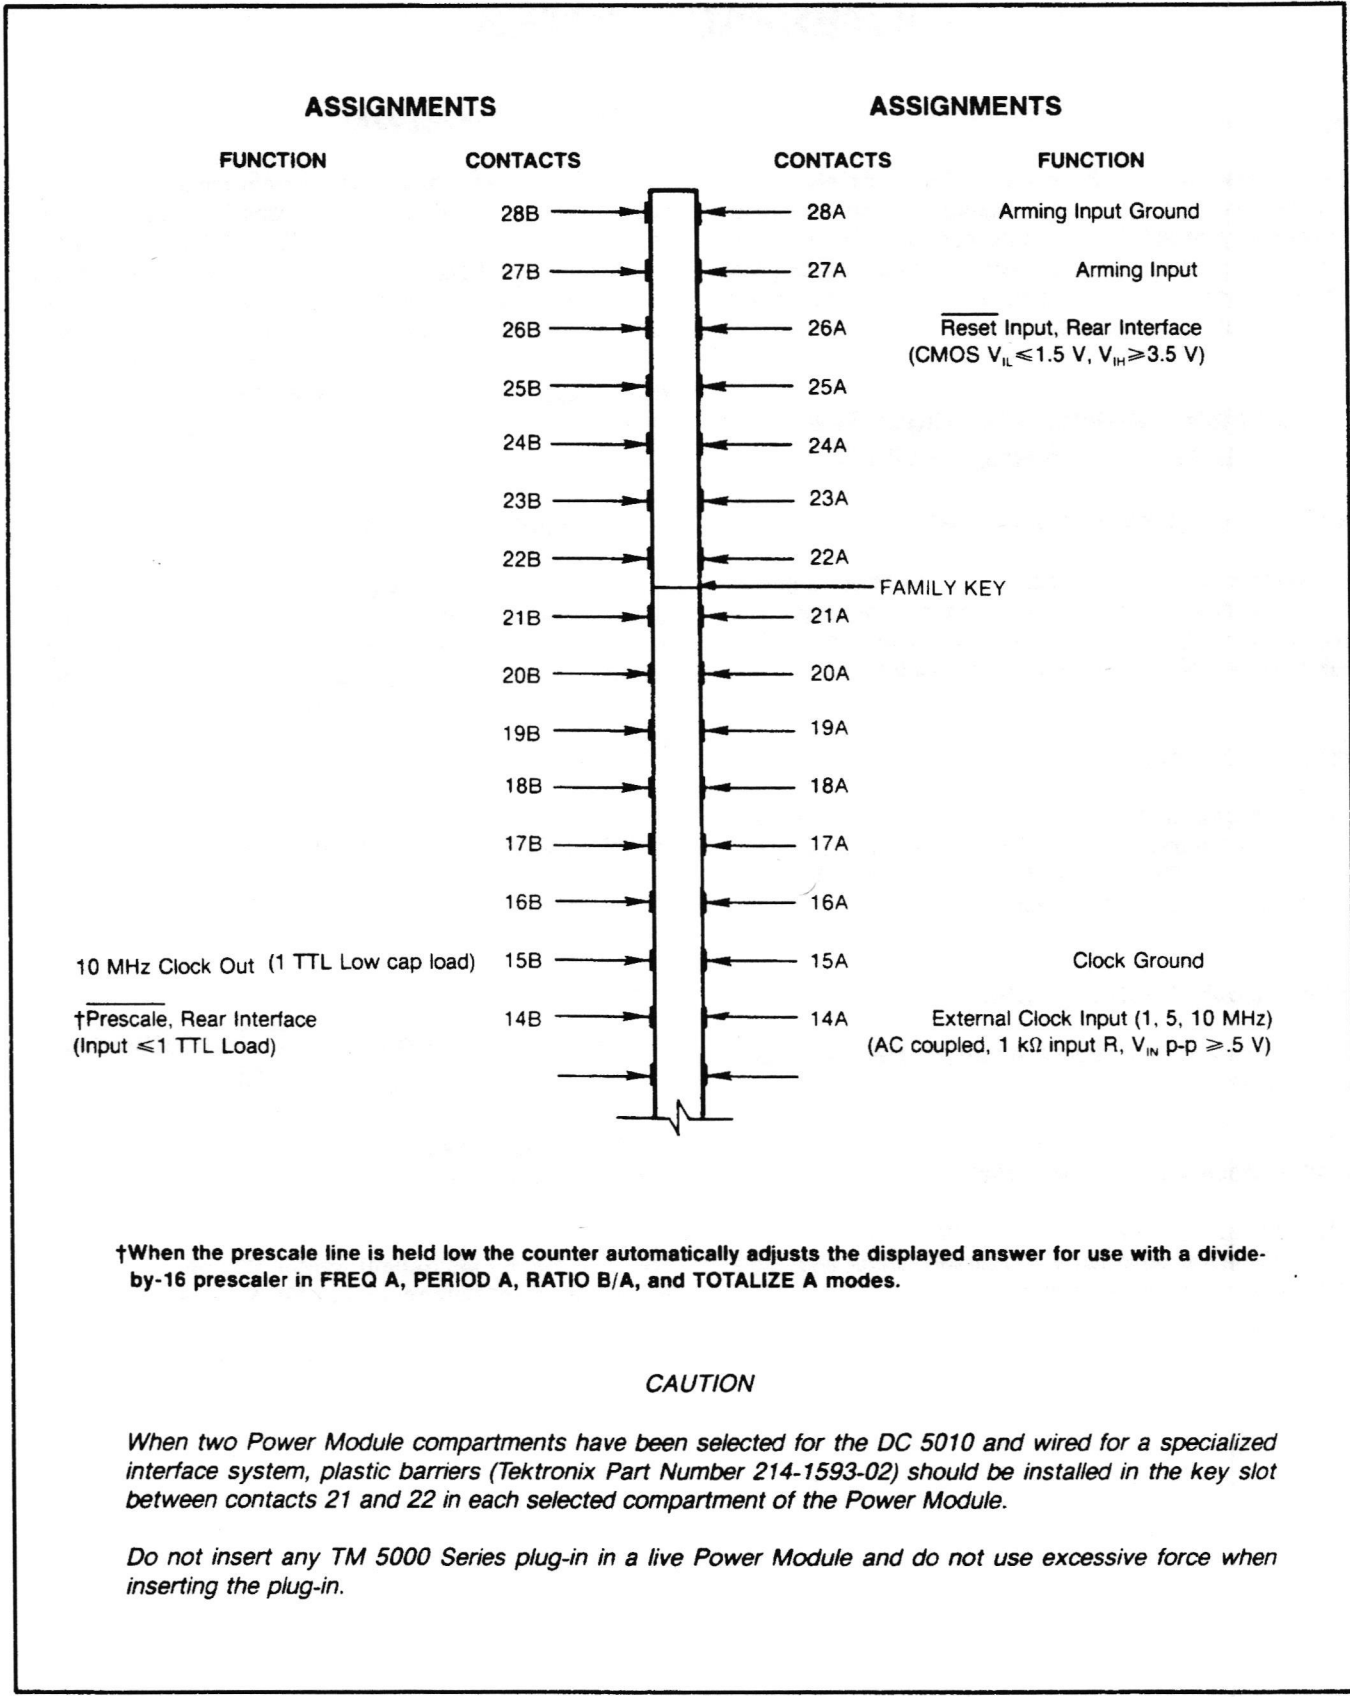 ASSIGNMENTS ASSIGNMENTS
FUNCTION CONTACTS CONTACTS FUNCTION
28B 28A Arming Input Ground
27B 27A Arming Input
26B 26A Reset Input, Rear Interface
(CMOS VIL ≤1.5 V, VIH ≥3.5 V)
25B 25A
24B 24A
23B 23A
22B 22A
FAMILY KEY
21B 21A
20B 20A
19B 19A
18B 18A
17B 17A
16B 16A
10 MHz Clock Out (1 TTL Low cap load) 15B 15A Clock Ground
†Prescale, Rear Interface 14B 14A External Clock Input (1, 5, 10 MHz)
(Input ≤1 TTL Load) (AC coupled, 1 kΩ input R, VIN p-p ≥.5 V)
†When the prescale line is held low the counter automatically adjusts the displayed answer for use with a divide-
by-16 prescaler in FREQ A, PERIOD A, RATIO B/A, and TOTALIZE A modes.
CAUTION
When two Power Module compartments have been selected for the DC 5010 and wired for a specialized
interface system, plastic barriers (Tektronix Part Number 214-1593-02) should be installed in the key slot
between contacts 21 and 22 in each selected compartment of the Power Module.
Do not insert any TM 5000 Series plug-in in a live Power Module and do not use excessive force when
inserting the plug-in.